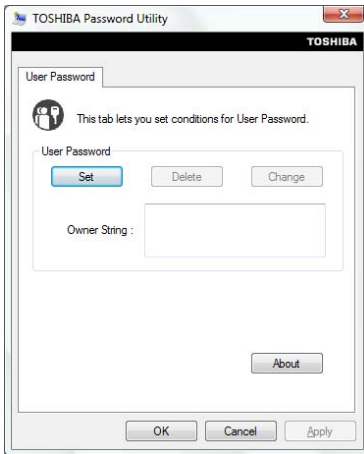 TOSHIBA Password Utility
TOSHIBA
User Password
This tab lets you set conditions for User Password.
User Password
Set Delete Change
Owner String :
About
OK Cancel Apply